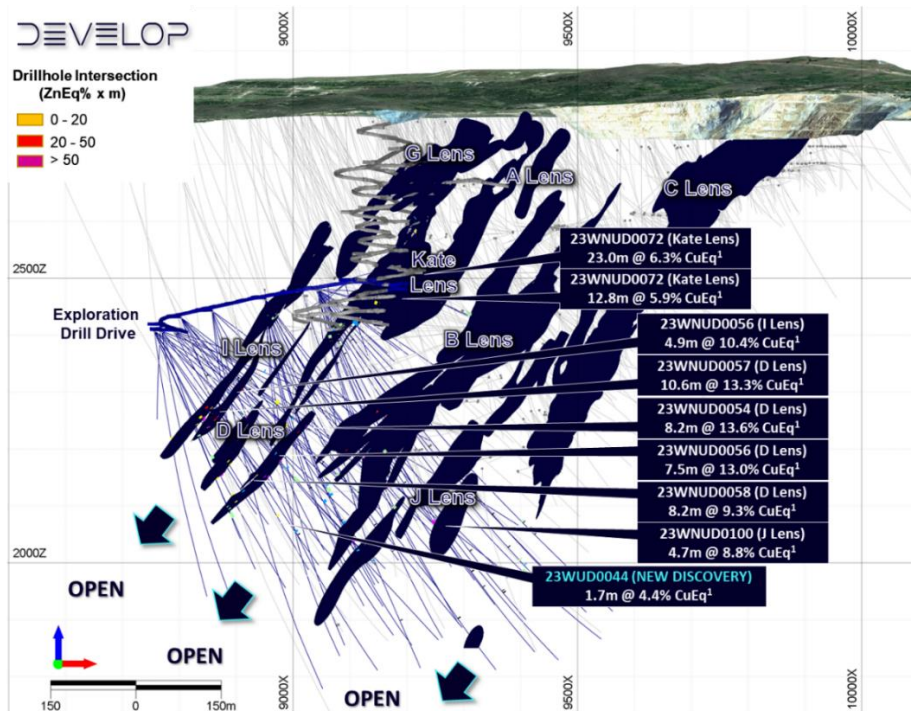 DEVELOP
Drillhole Intersection
(ZnEq% x m)
0 - 20
20 - 50
> 50
9000X
9500X
10000X
G Lens
A Lens
C Lens
Kate
Lens
2500Z
Exploration
Drill Drive
I Lens
B Lens
D Lens
J Lens
23WNUD0072 (Kate Lens)
23.0m @ 6.3% CuEq¹
23WNUD0072 (Kate Lens)
12.8m @ 5.9% CuEq¹
23WNUD0056 (I Lens)
4.9m @ 10.4% CuEq¹
23WNUD0057 (D Lens)
10.6m @ 13.3% CuEq¹
23WNUD0054 (D Lens)
8.2m @ 13.6% CuEq¹
23WNUD0056 (D Lens)
7.5m @ 13.0% CuEq¹
23WNUD0058 (D Lens)
8.2m @ 9.3% CuEq¹
23WNUD0100 (J Lens)
4.7m @ 8.8% CuEq¹
23WUD0044 (NEW DISCOVERY)
1.7m @ 4.4% CuEq¹
2000Z
OPEN
OPEN
OPEN
150
0
150m
9000X
9500X
10000X